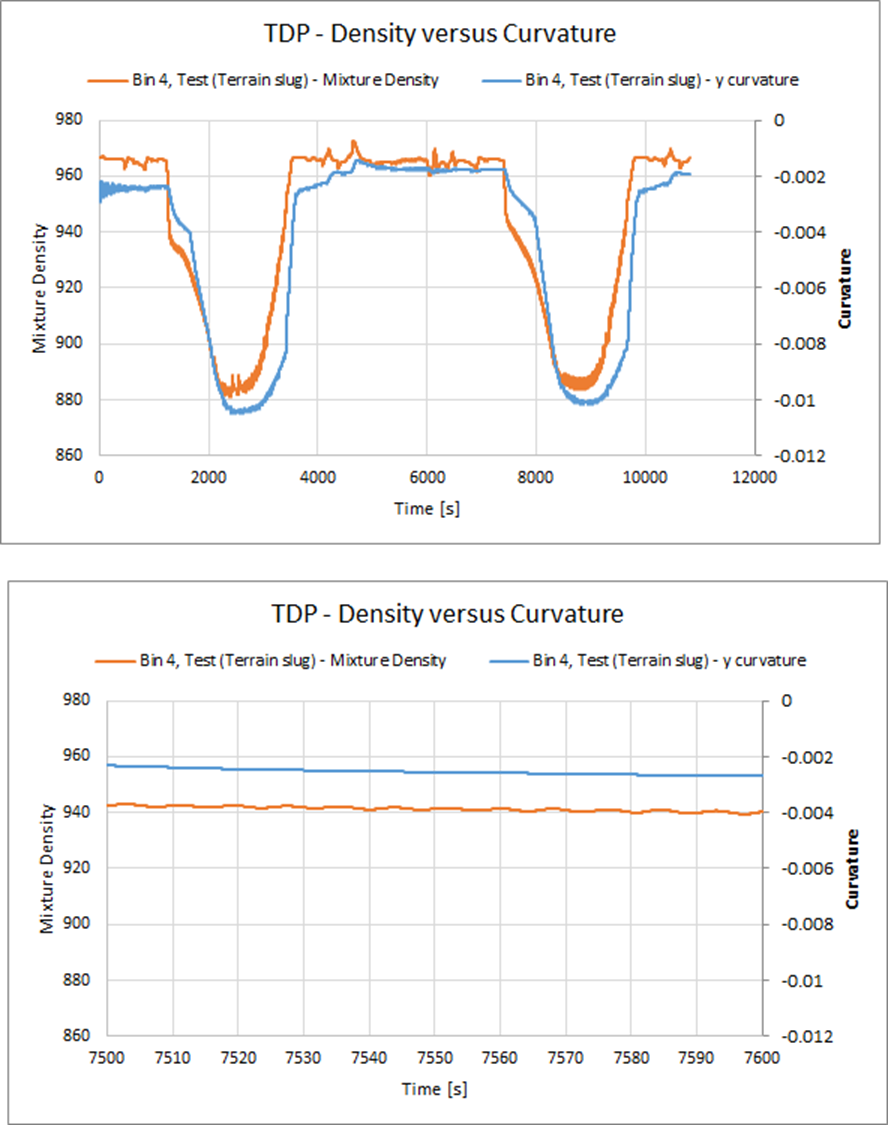 TDP - Density versus Curvature
Bin 4, Test (Terrain slug) - Mixture Density
Bin 4, Test (Terrain slug) - y curvature
980
960
940
920
900
880
860
Mixture Density
0
-0.002
-0.004
-0.006
-0.008
-0.01
-0.012
Curvature
0 2000 4000 6000 8000 10000 12000
Time [s]
TDP - Density versus Curvature
Bin 4, Test (Terrain slug) - Mixture Density
Bin 4, Test (Terrain slug) - y curvature
980
960
940
920
900
880
860
Mixture Density
0
-0.002
-0.004
-0.006
-0.008
-0.01
-0.012
Curvature
7500 7510 7520 7530 7540 7550 7560 7570 7580 7590 7600
Time [s]